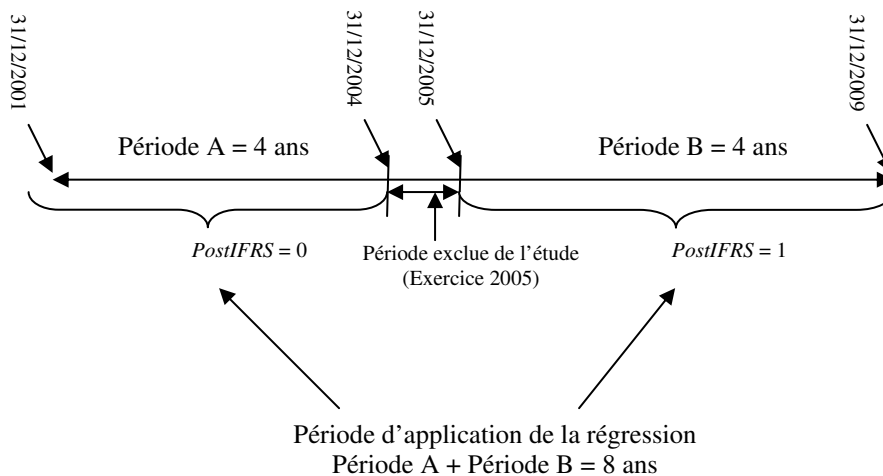 31/12/2001
31/12/2004
31/12/2005
31/12/2009
Période A = 4 ans
Période B = 4 ans
PostIFRS = 0
Période exclue de l’étude
(Exercice 2005)
PostIFRS = 1
Période d’application de la régression
Période A + Période B = 8 ans